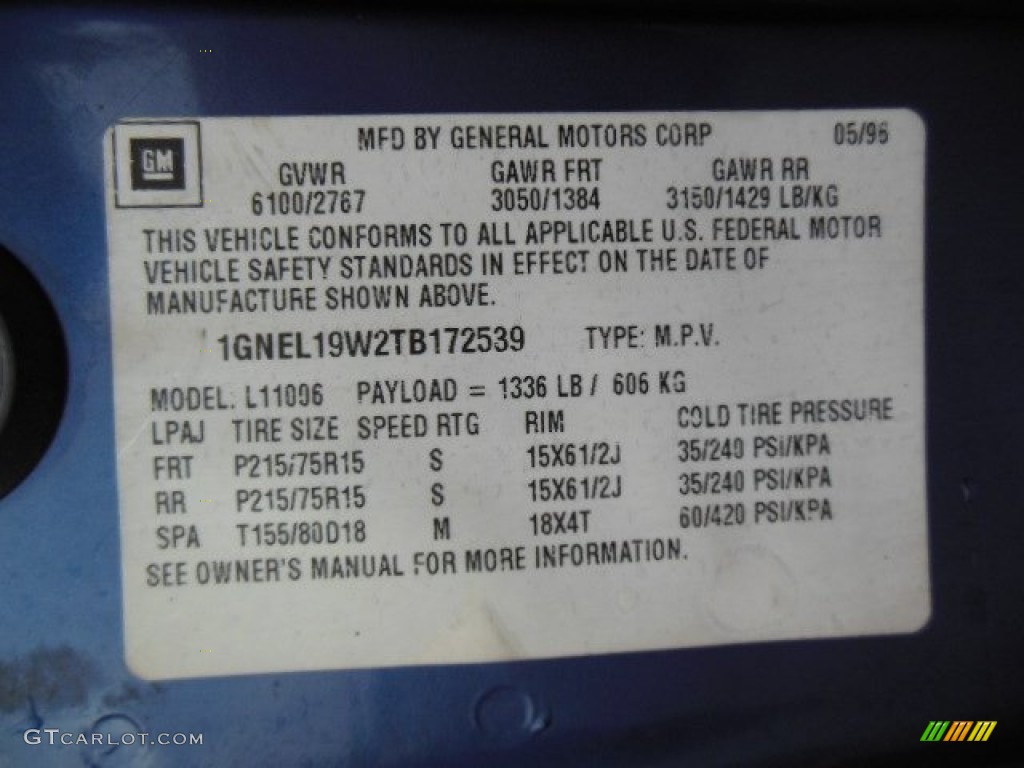 GM
MFD BY GENERAL MOTORS CORP 05/96
GVWR GAWR FRT GAWR RR
6100/2767 3050/1384 3150/1429 LB/KG
THIS VEHICLE CONFORMS TO ALL APPLICABLE U.S. FEDERAL MOTOR
VEHICLE SAFETY STANDARDS IN EFFECT ON THE DATE OF
MANUFACTURE SHOWN ABOVE.
1GNEL19W2TB172539 TYPE: M.P.V.
MODEL: L11006 PAYLOAD = 1336 LB / 606 KG
LPAJ TIRE SIZE SPEED RTG RIM COLD TIRE PRESSURE
FRT P215/75R15 S 15X61/2J 35/240 PSI/KPA
RR P215/75R15 S 15X61/2J 35/240 PSI/KPA
SPA T155/80D18 M 18X4T 60/420 PSI/KPA
SEE OWNER'S MANUAL FOR MORE INFORMATION.
GTCARLOT.COM